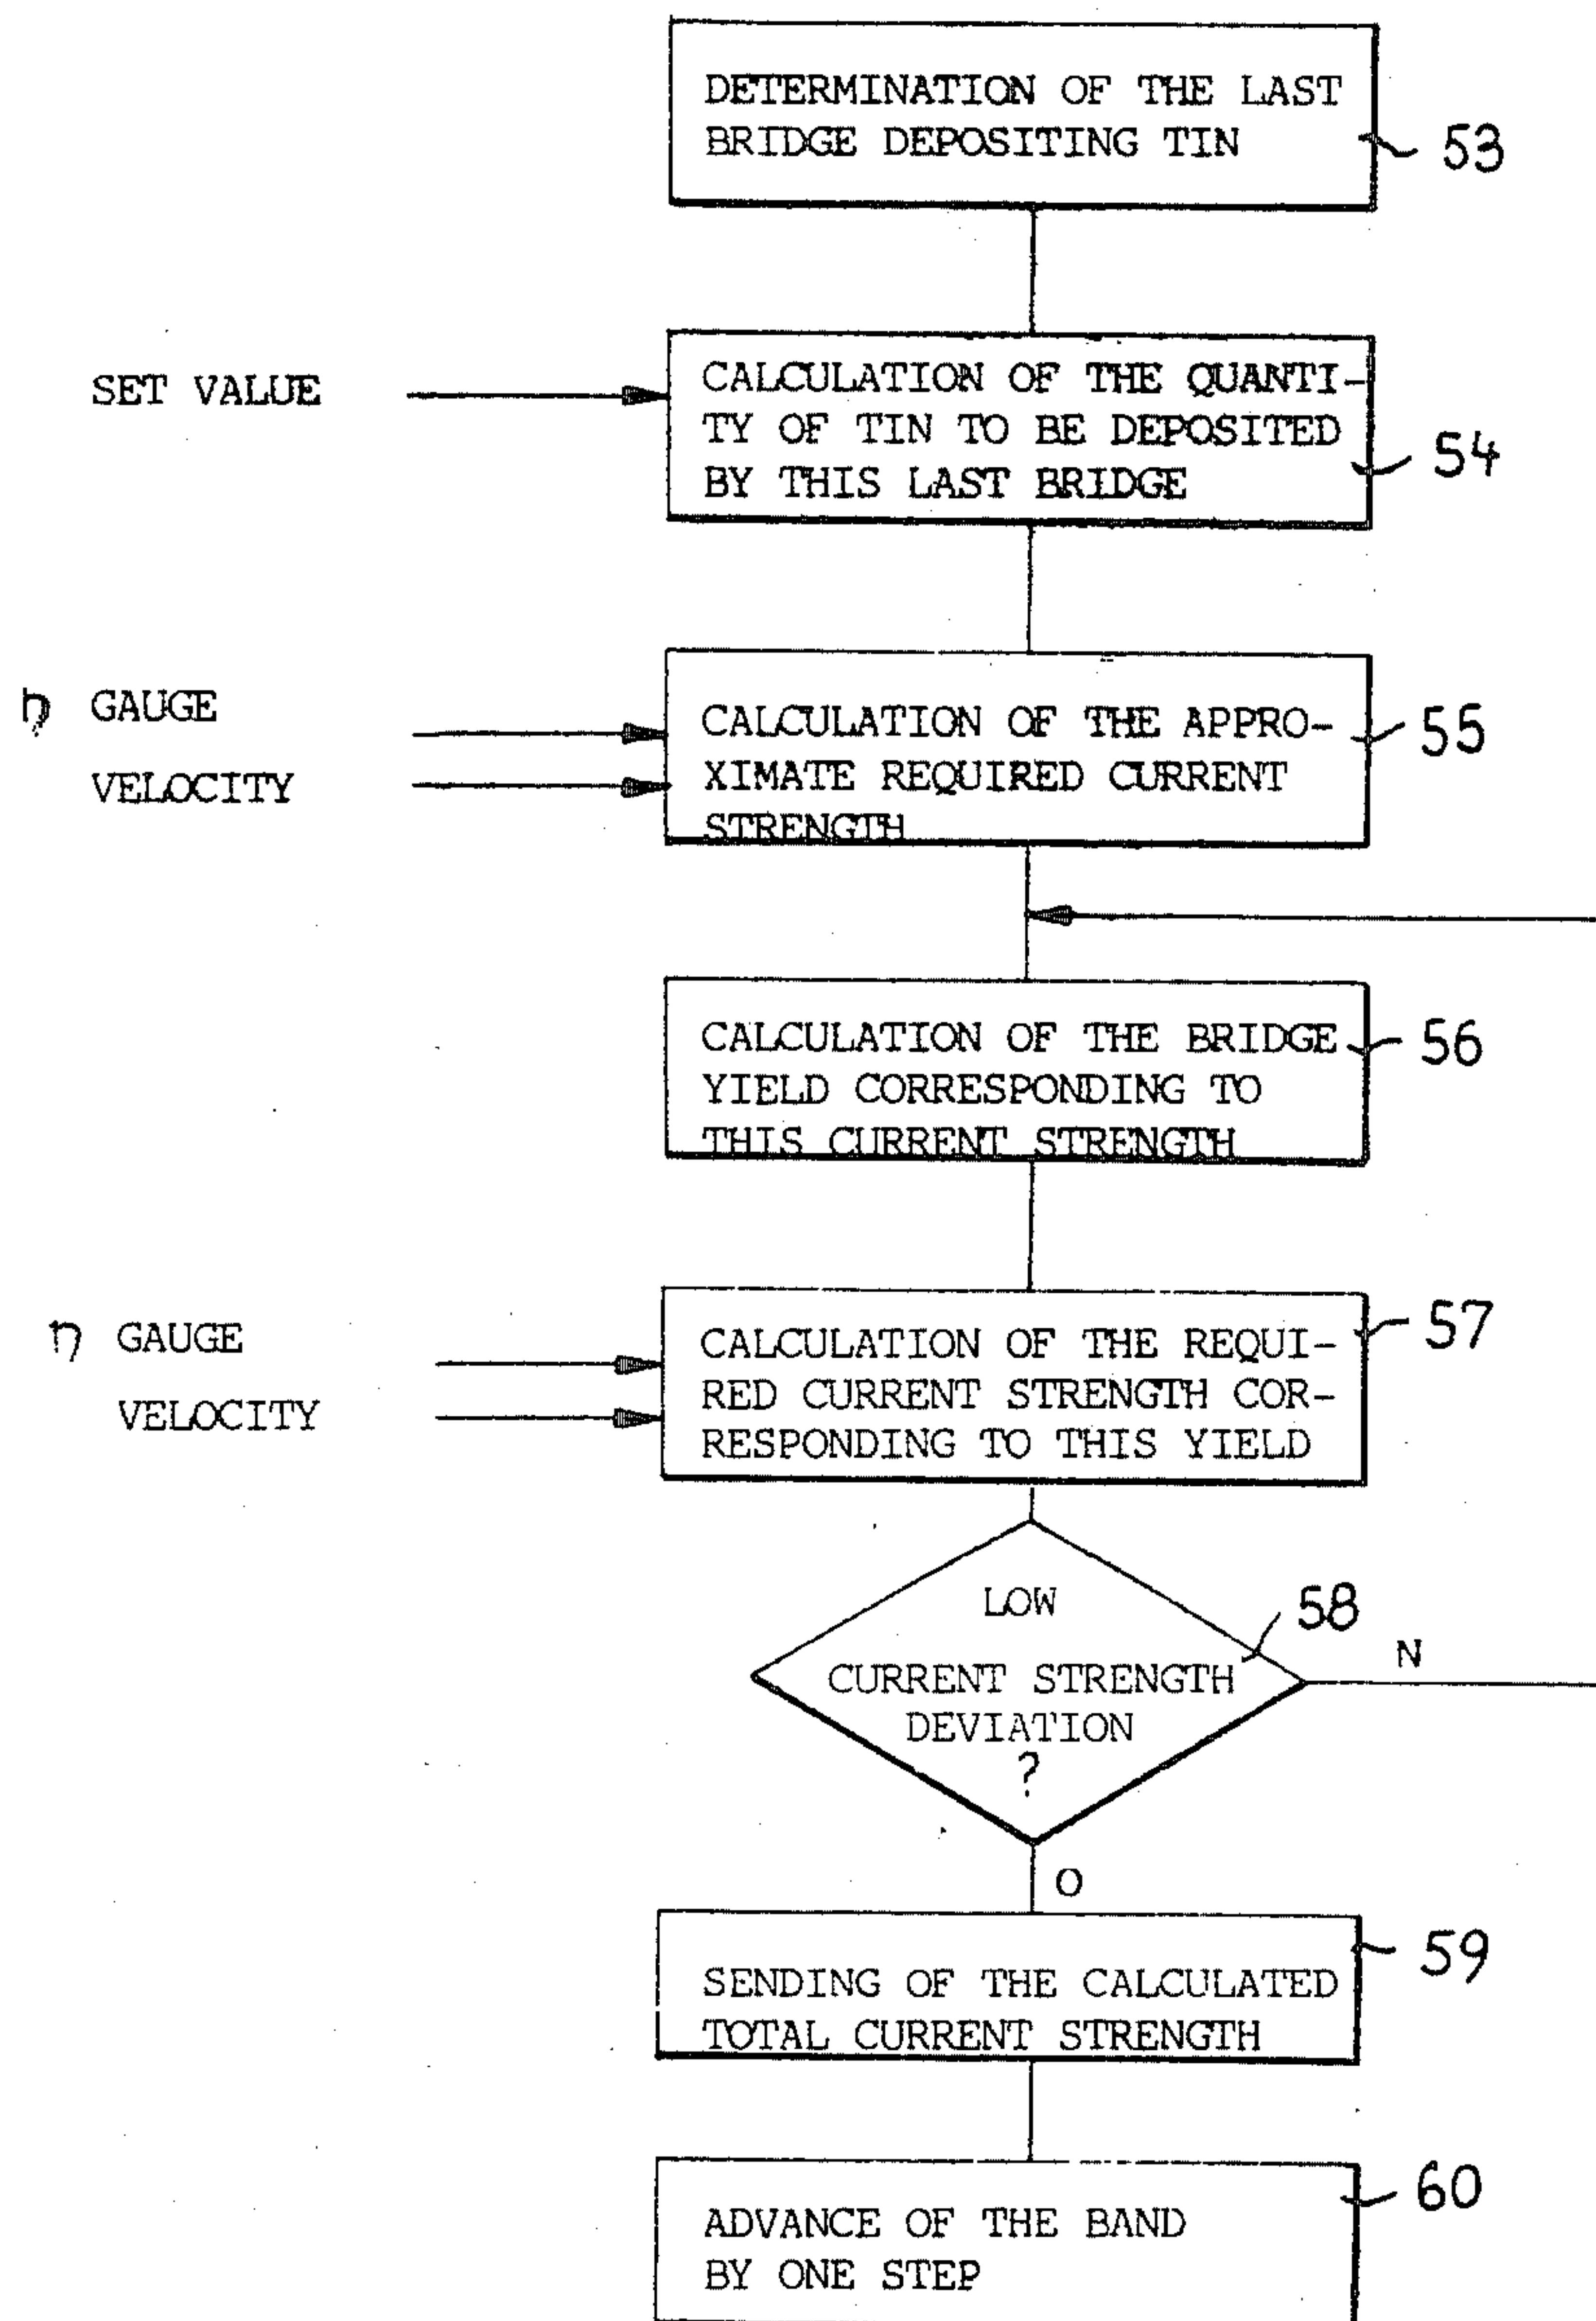 DETERMINATION OF THE LAST
BRIDGE DEPOSITING TIN
53
SET VALUE
CALCULATION OF THE QUANTI-
TY OF TIN TO BE DEPOSITED
BY THIS LAST BRIDGE
54
η GAUGE
VELOCITY
CALCULATION OF THE APPRO-
XIMATE REQUIRED CURRENT
STRENGTH
55
CALCULATION OF THE BRIDGE
YIELD CORRESPONDING TO
THIS CURRENT STRENGTH
56
η GAUGE
VELOCITY
CALCULATION OF THE REQUI-
RED CURRENT STRENGTH COR-
RESPONDING TO THIS YIELD
57
LOW
CURRENT STRENGTH
DEVIATION
?
58
N
O
SENDING OF THE CALCULATED
TOTAL CURRENT STRENGTH
59
ADVANCE OF THE BAND
BY ONE STEP
60